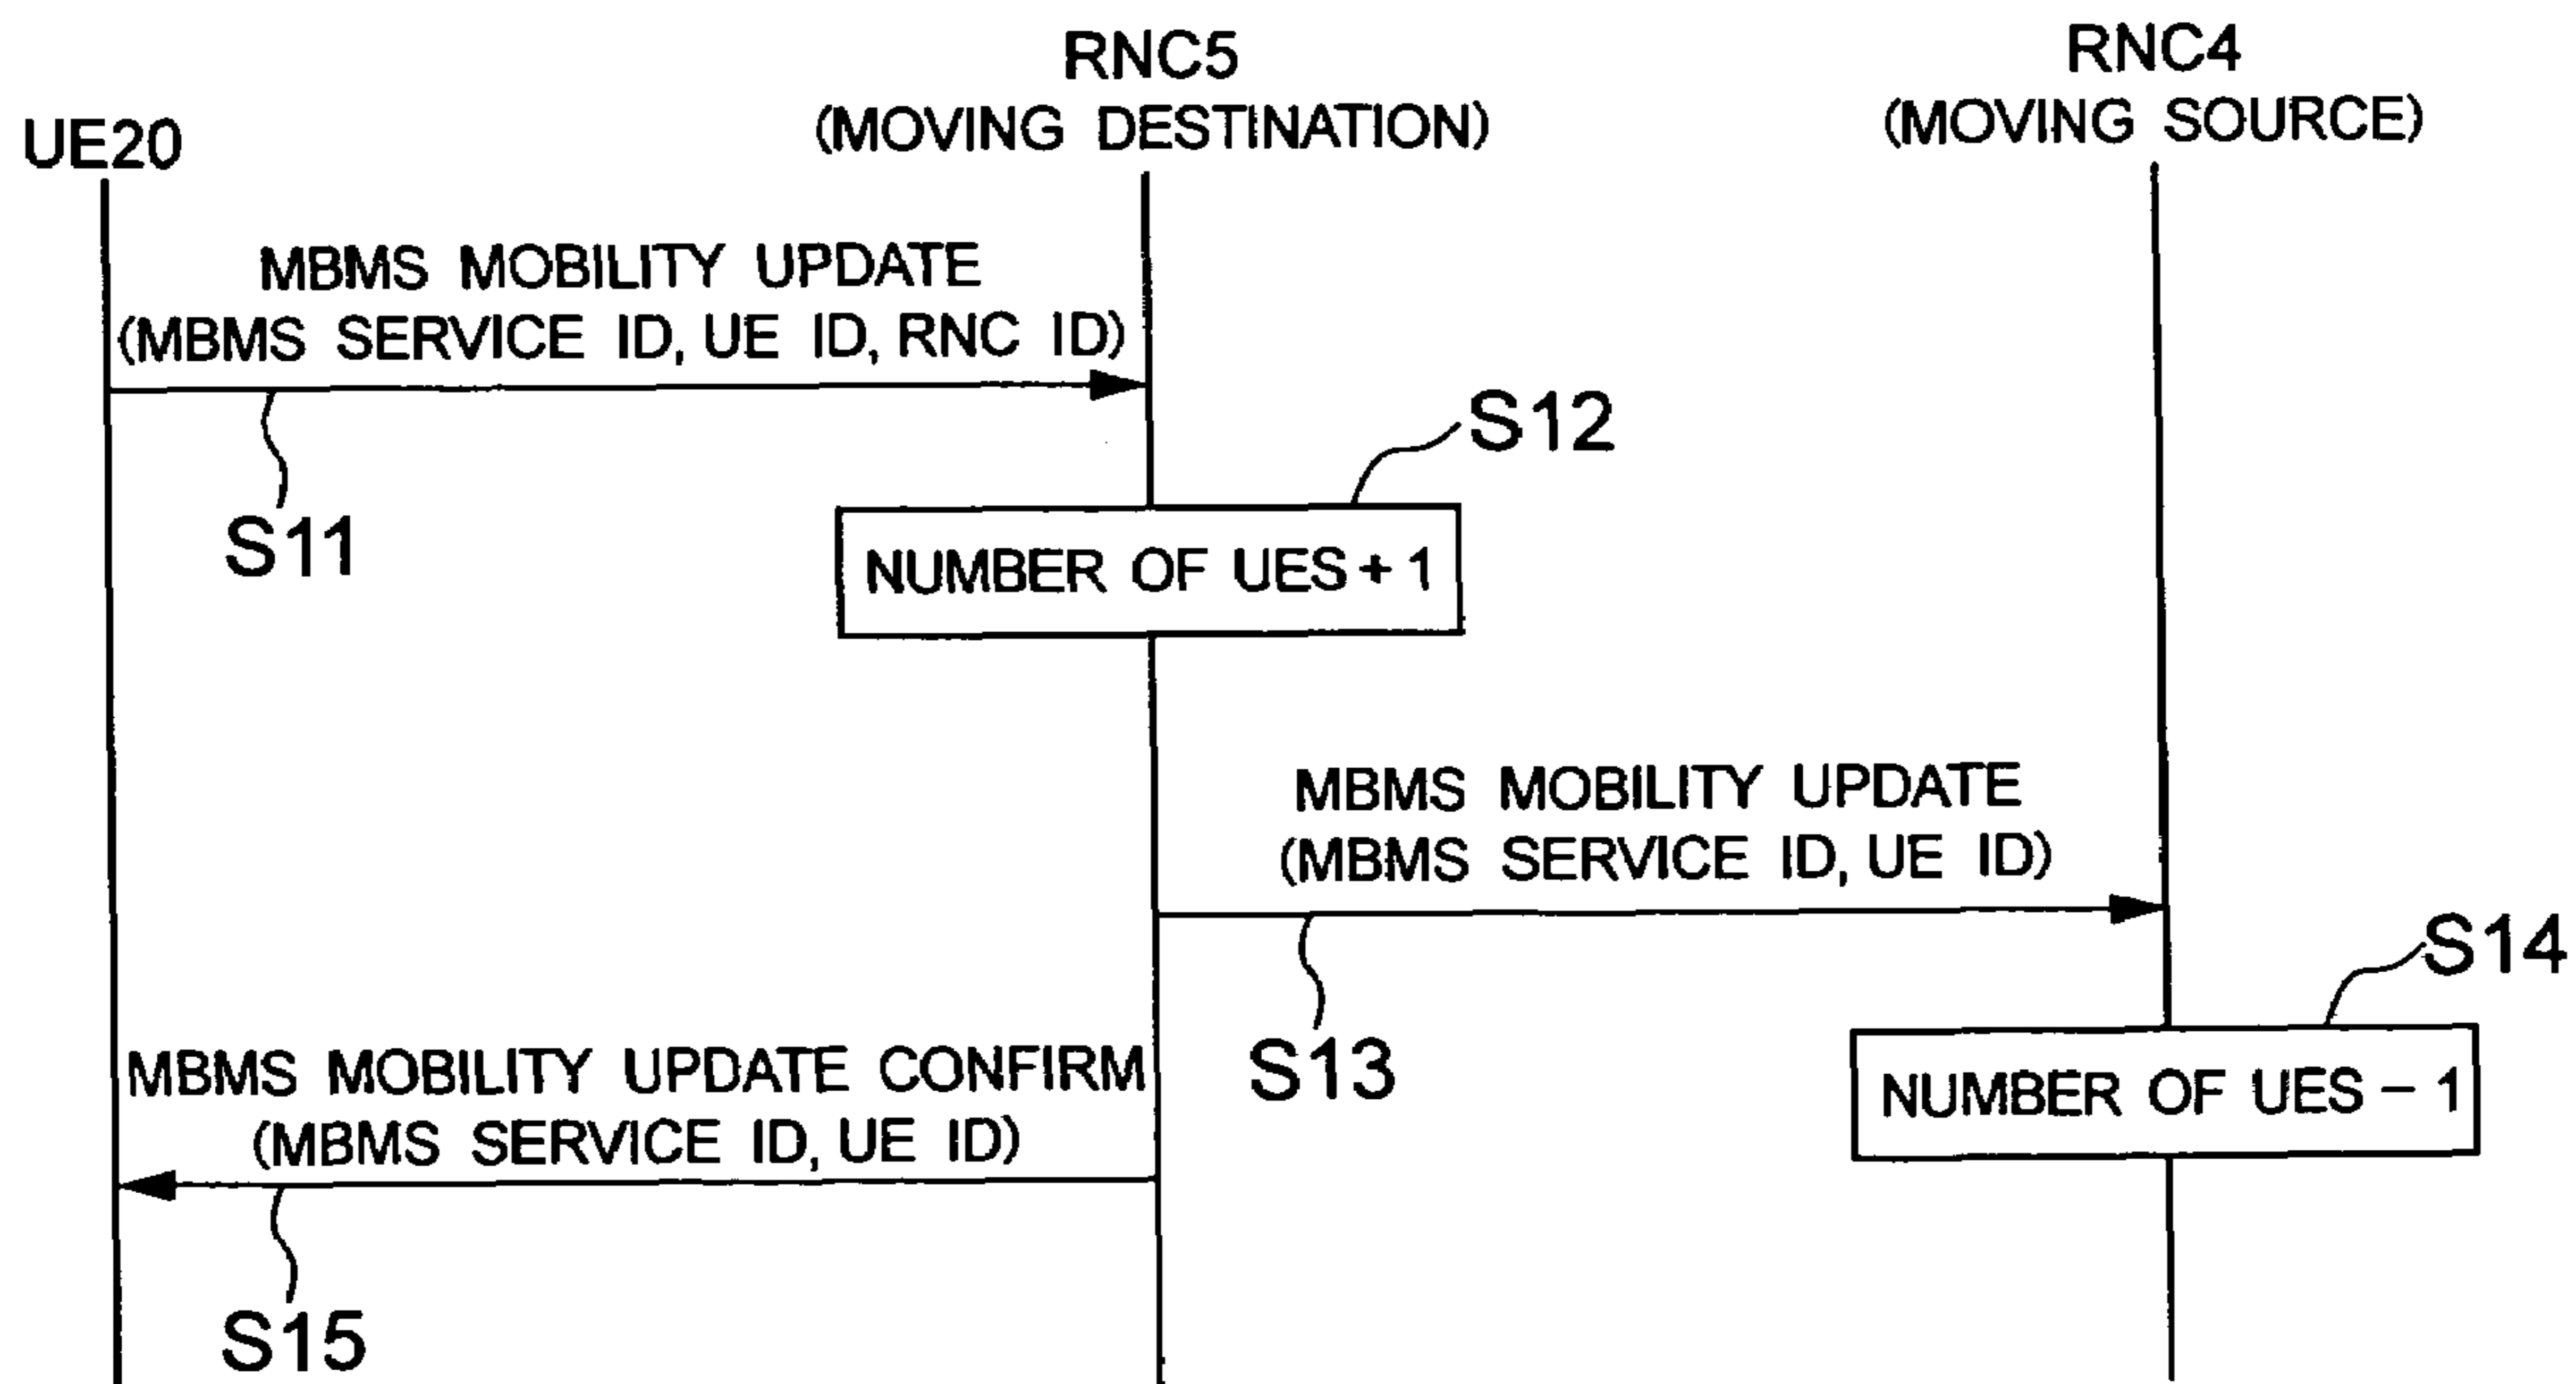 UE20
RNC5
(MOVING DESTINATION)
RNC4
(MOVING SOURCE)
MBMS MOBILITY UPDATE
(MBMS SERVICE ID, UE ID, RNC ID)
S11
S12
NUMBER OF UES + 1
MBMS MOBILITY UPDATE
(MBMS SERVICE ID, UE ID)
S13
S14
NUMBER OF UES − 1
MBMS MOBILITY UPDATE CONFIRM
(MBMS SERVICE ID, UE ID)
S15